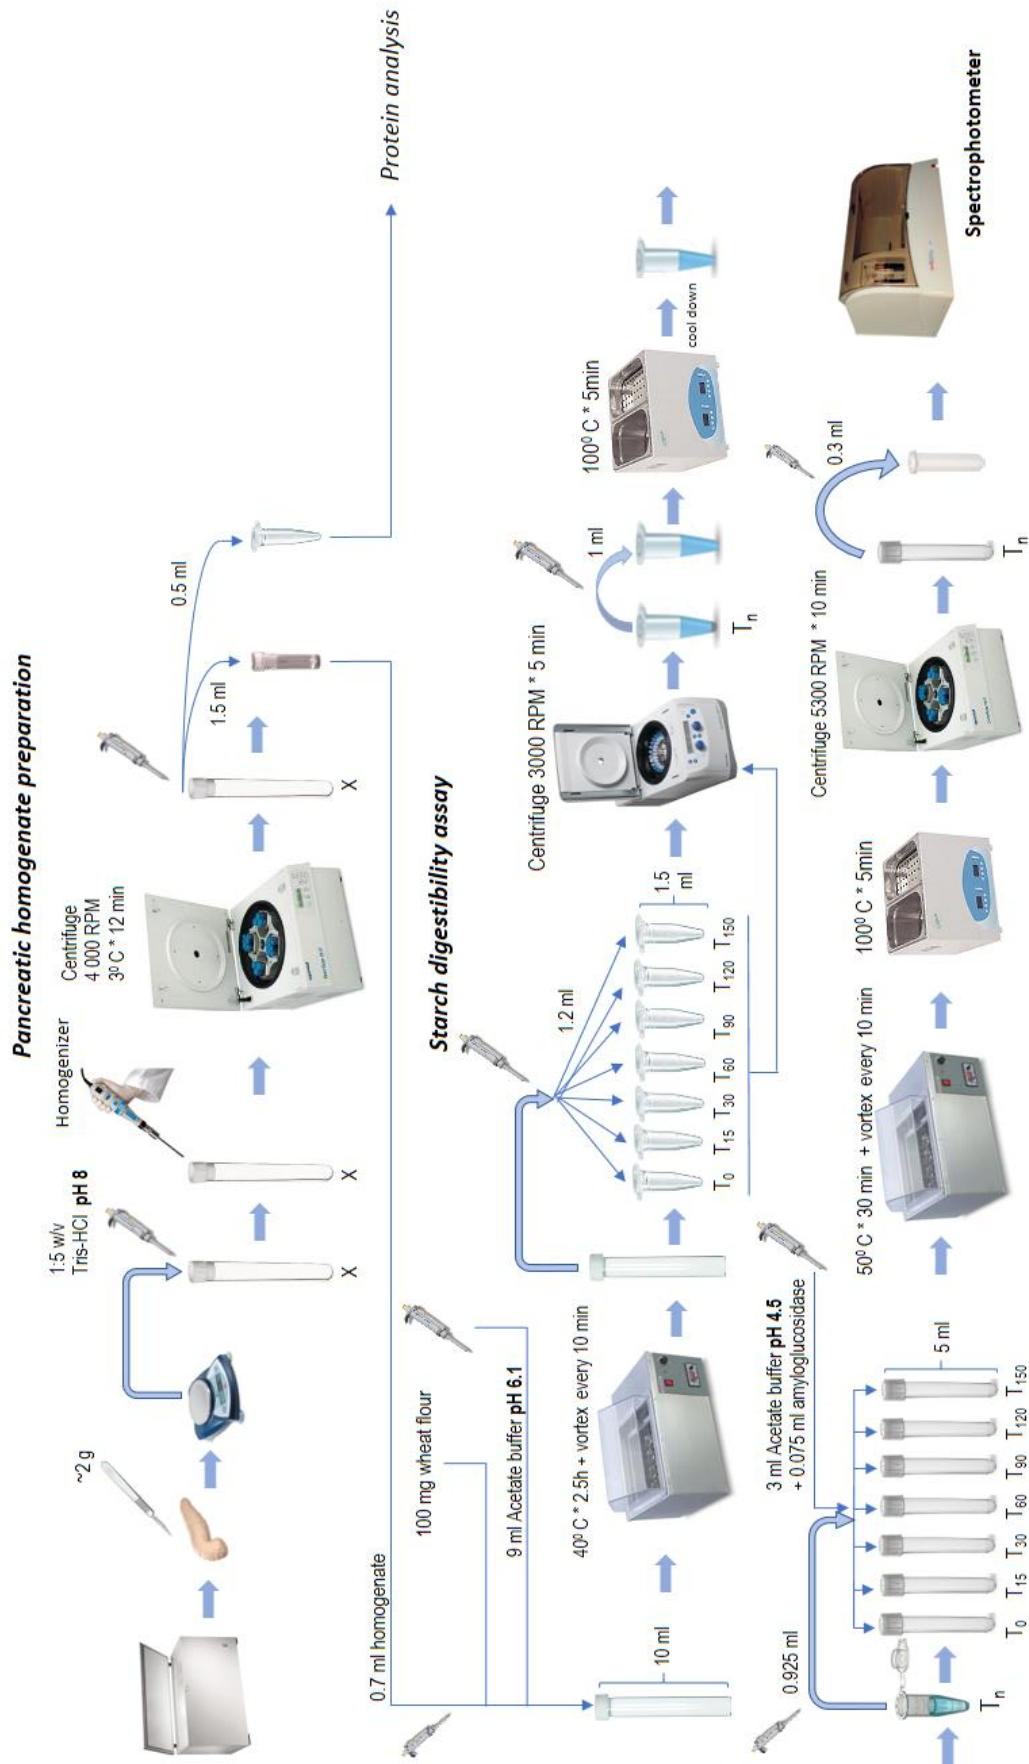 Pancreatic homogenate preparation
~2 g
1:5 w/v
Tris-HCl pH 8
X
Homogenizer
X
Centrifuge
4 000 RPM
3⁰ C * 12 min
X
1.5 ml
0.5 ml
Protein analysis
Starch digestibility assay
0.7 ml homogenate
100 mg wheat flour
9 ml Acetate buffer pH 6.1
10 ml
40⁰ C * 2.5h + vortex every 10 min
1.2 ml
T0 T15 T30 T60 T90 T120 T150
1.5
ml
Centrifuge 3000 RPM * 5 min
Tn
1 ml
100⁰ C * 5min
cool down
Tn
0.925 ml
3 ml Acetate buffer pH 4.5
+ 0.075 ml amyloglucosidase
T0 T15 T30 T60 T90 T120 T150
5 ml
50⁰ C * 30 min + vortex every 10 min
100⁰ C * 5min
Centrifuge 5300 RPM * 10 min
Tn
0.3 ml
Spectrophotometer